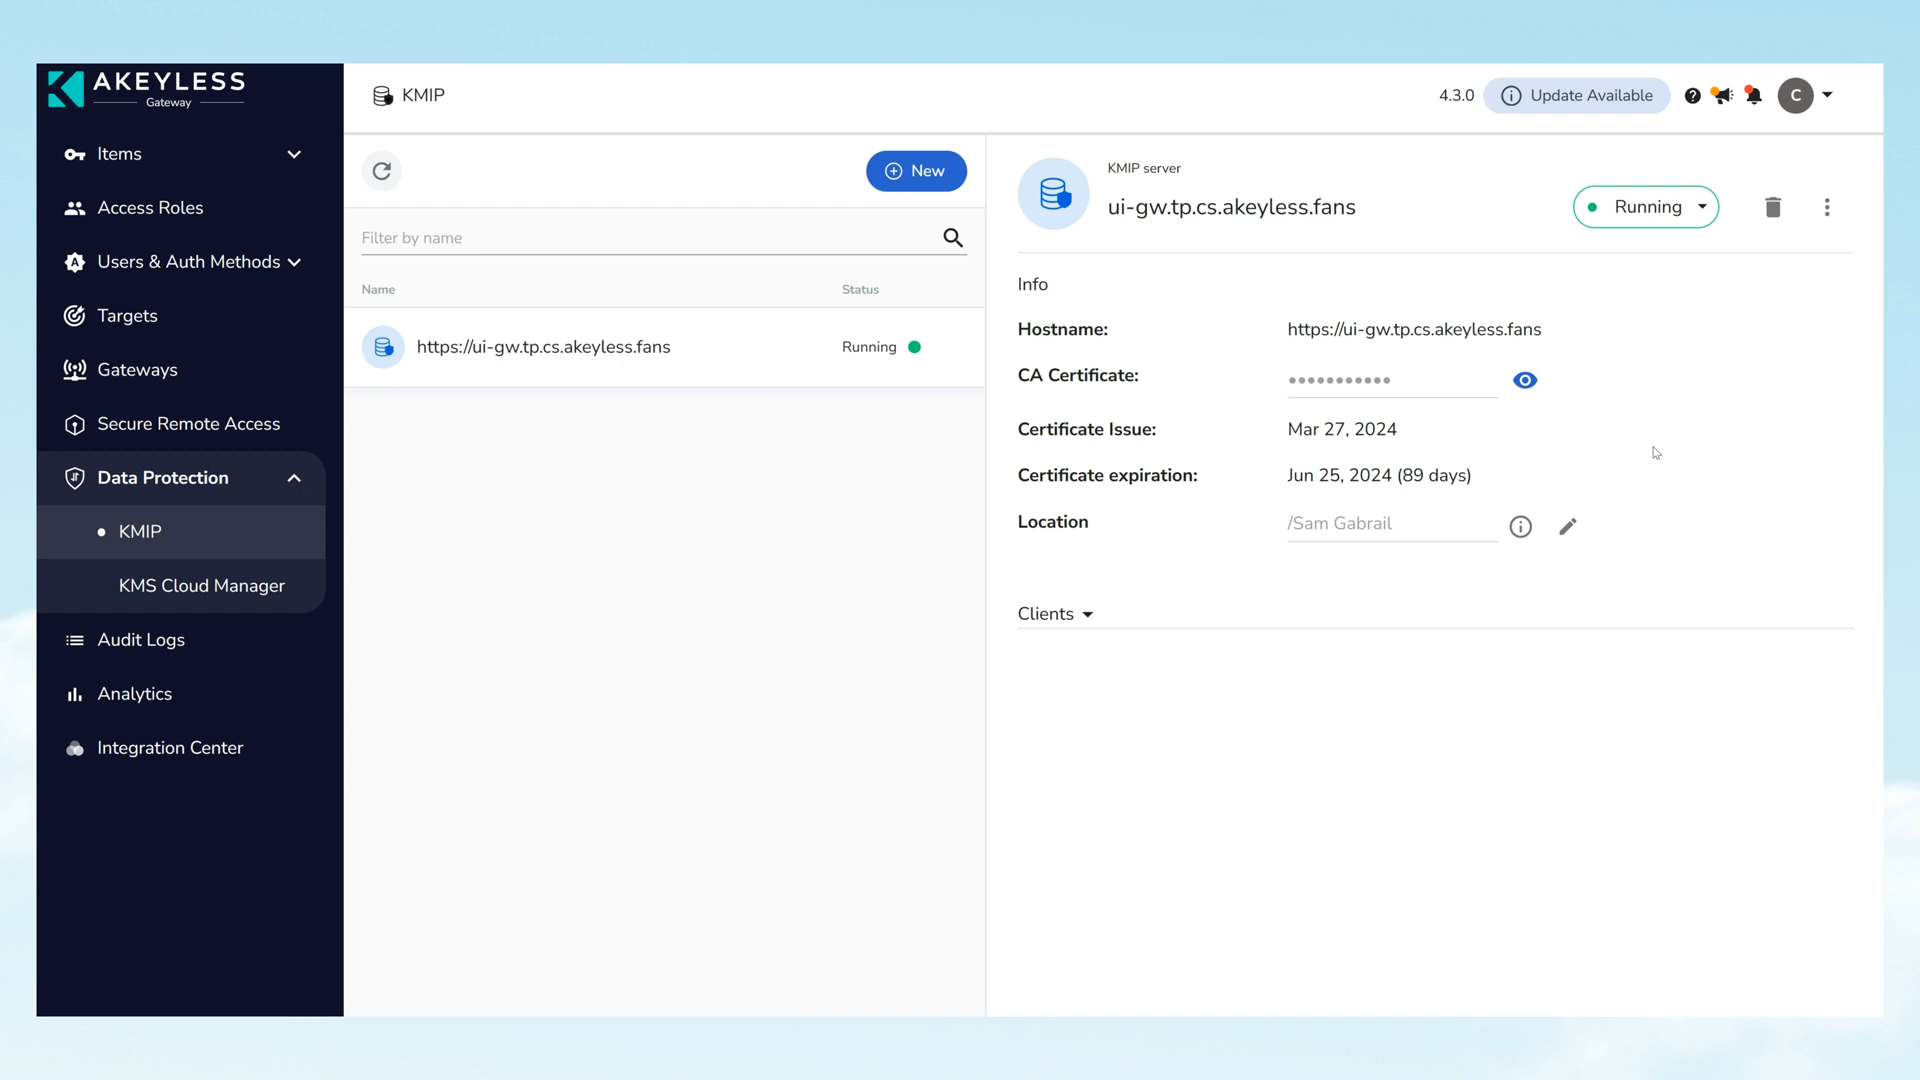 AKEYLESS
Gateway
Items
Access Roles
Users & Auth Methods
Targets
Gateways
Secure Remote Access
Data Protection
KMIP
KMS Cloud Manager
Audit Logs
Analytics
Integration Center
KMIP
4.3.0 Update Available C
New
Filter by name
Name Status
https://ui-gw.tp.cs.akeyless.fans Running
KMIP server
ui-gw.tp.cs.akeyless.fans Running
Info
Hostname: https://ui-gw.tp.cs.akeyless.fans
CA Certificate: •••••••••••
Certificate Issue: Mar 27, 2024
Certificate expiration: Jun 25, 2024 (89 days)
Location /Sam Gabrail
Clients